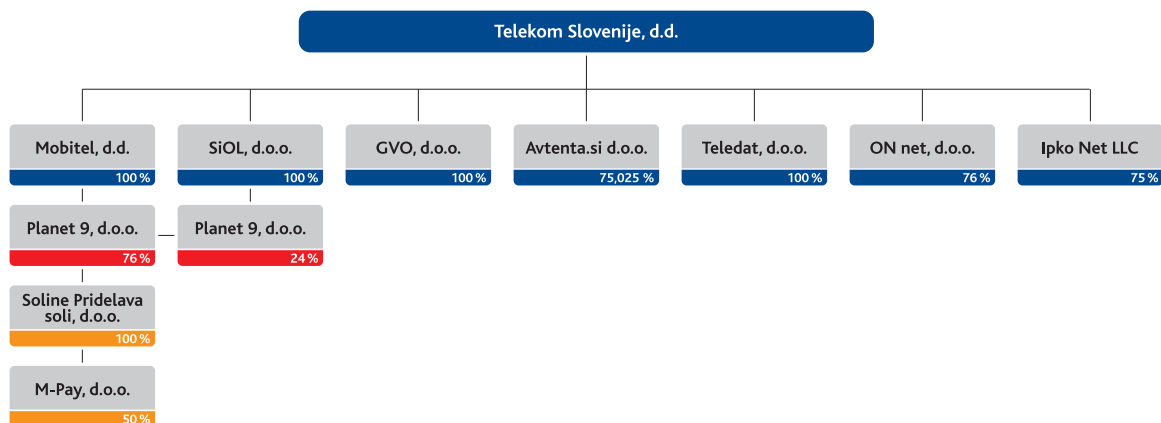 Telekom Slovenije, d.d.
Mobitel, d.d.
100 %
SiOL, d.o.o.
100 %
GVO, d.o.o.
100 %
Avtenta.si d.o.o.
75,025 %
Teledat, d.o.o.
100 %
ON net, d.o.o.
76 %
Ipko Net LLC
75 %
Planet 9, d.o.o.
76 %
Planet 9, d.o.o.
24 %
Soline Pridelava
soli, d.o.o.
100 %
M-Pay, d.o.o.
50 %